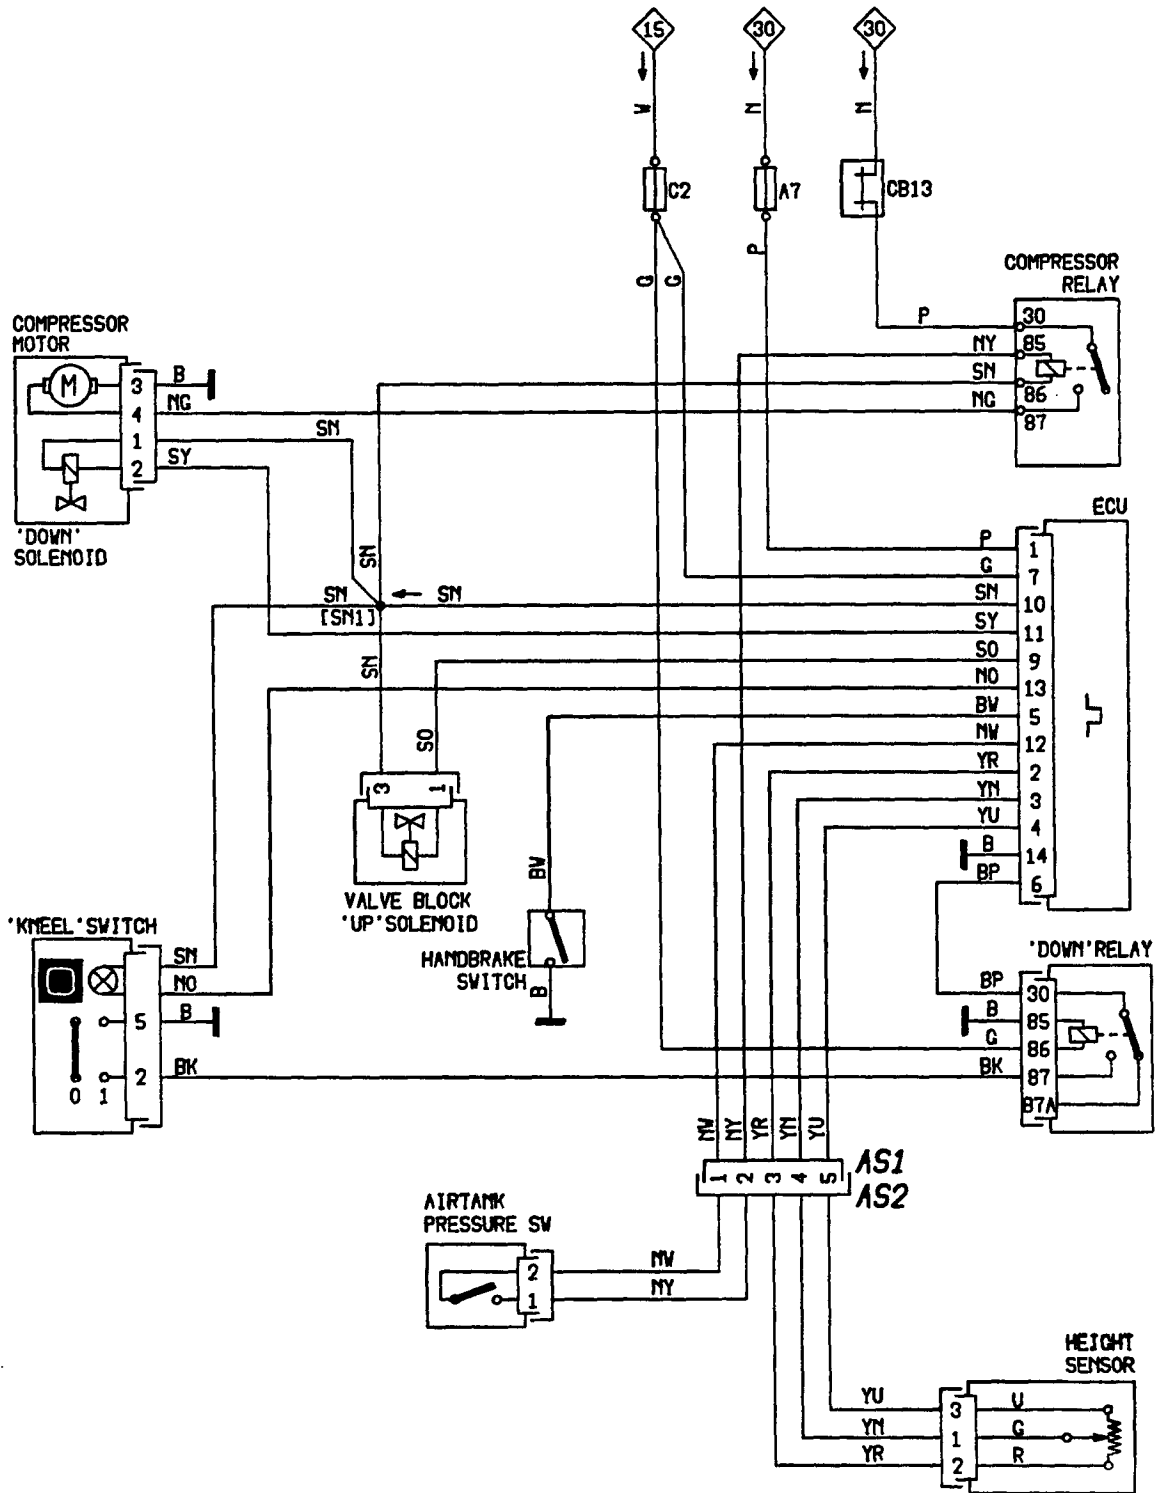 15 30 30
W N N
C2 A7 CB13
P
G G
COMPRESSOR
RELAY
P 30
NY 85
SN 86
NG 87
COMPRESSOR
MOTOR
M 3 B
4 NG
1 SN
2 SY
'DOWN'
SOLENOID
ECU
P 1
G 7
SN
SN SN SN 10
[SN1]
SY 11
SN
SO 9
NO 13
BW 5
SO
NW 12
YR 2
YN 3
YU 4
B 14
BP 6
3 1
VALVE BLOCK
'UP' SOLENOID
BW
HANDBRAKE
SWITCH
B
'KNEEL' SWITCH
SN
NO
5 B
2 BK
0 1
'DOWN' RELAY
BP 30
B 85
G 86
BK 87
87A
NW NY YR YN YU
1 2 3 4 5
AS1
AS2
AIRTANK
PRESSURE SW
2 NW
1 NY
HEIGHT
SENSOR
YU 3 U
YN 1 G
YR 2 R